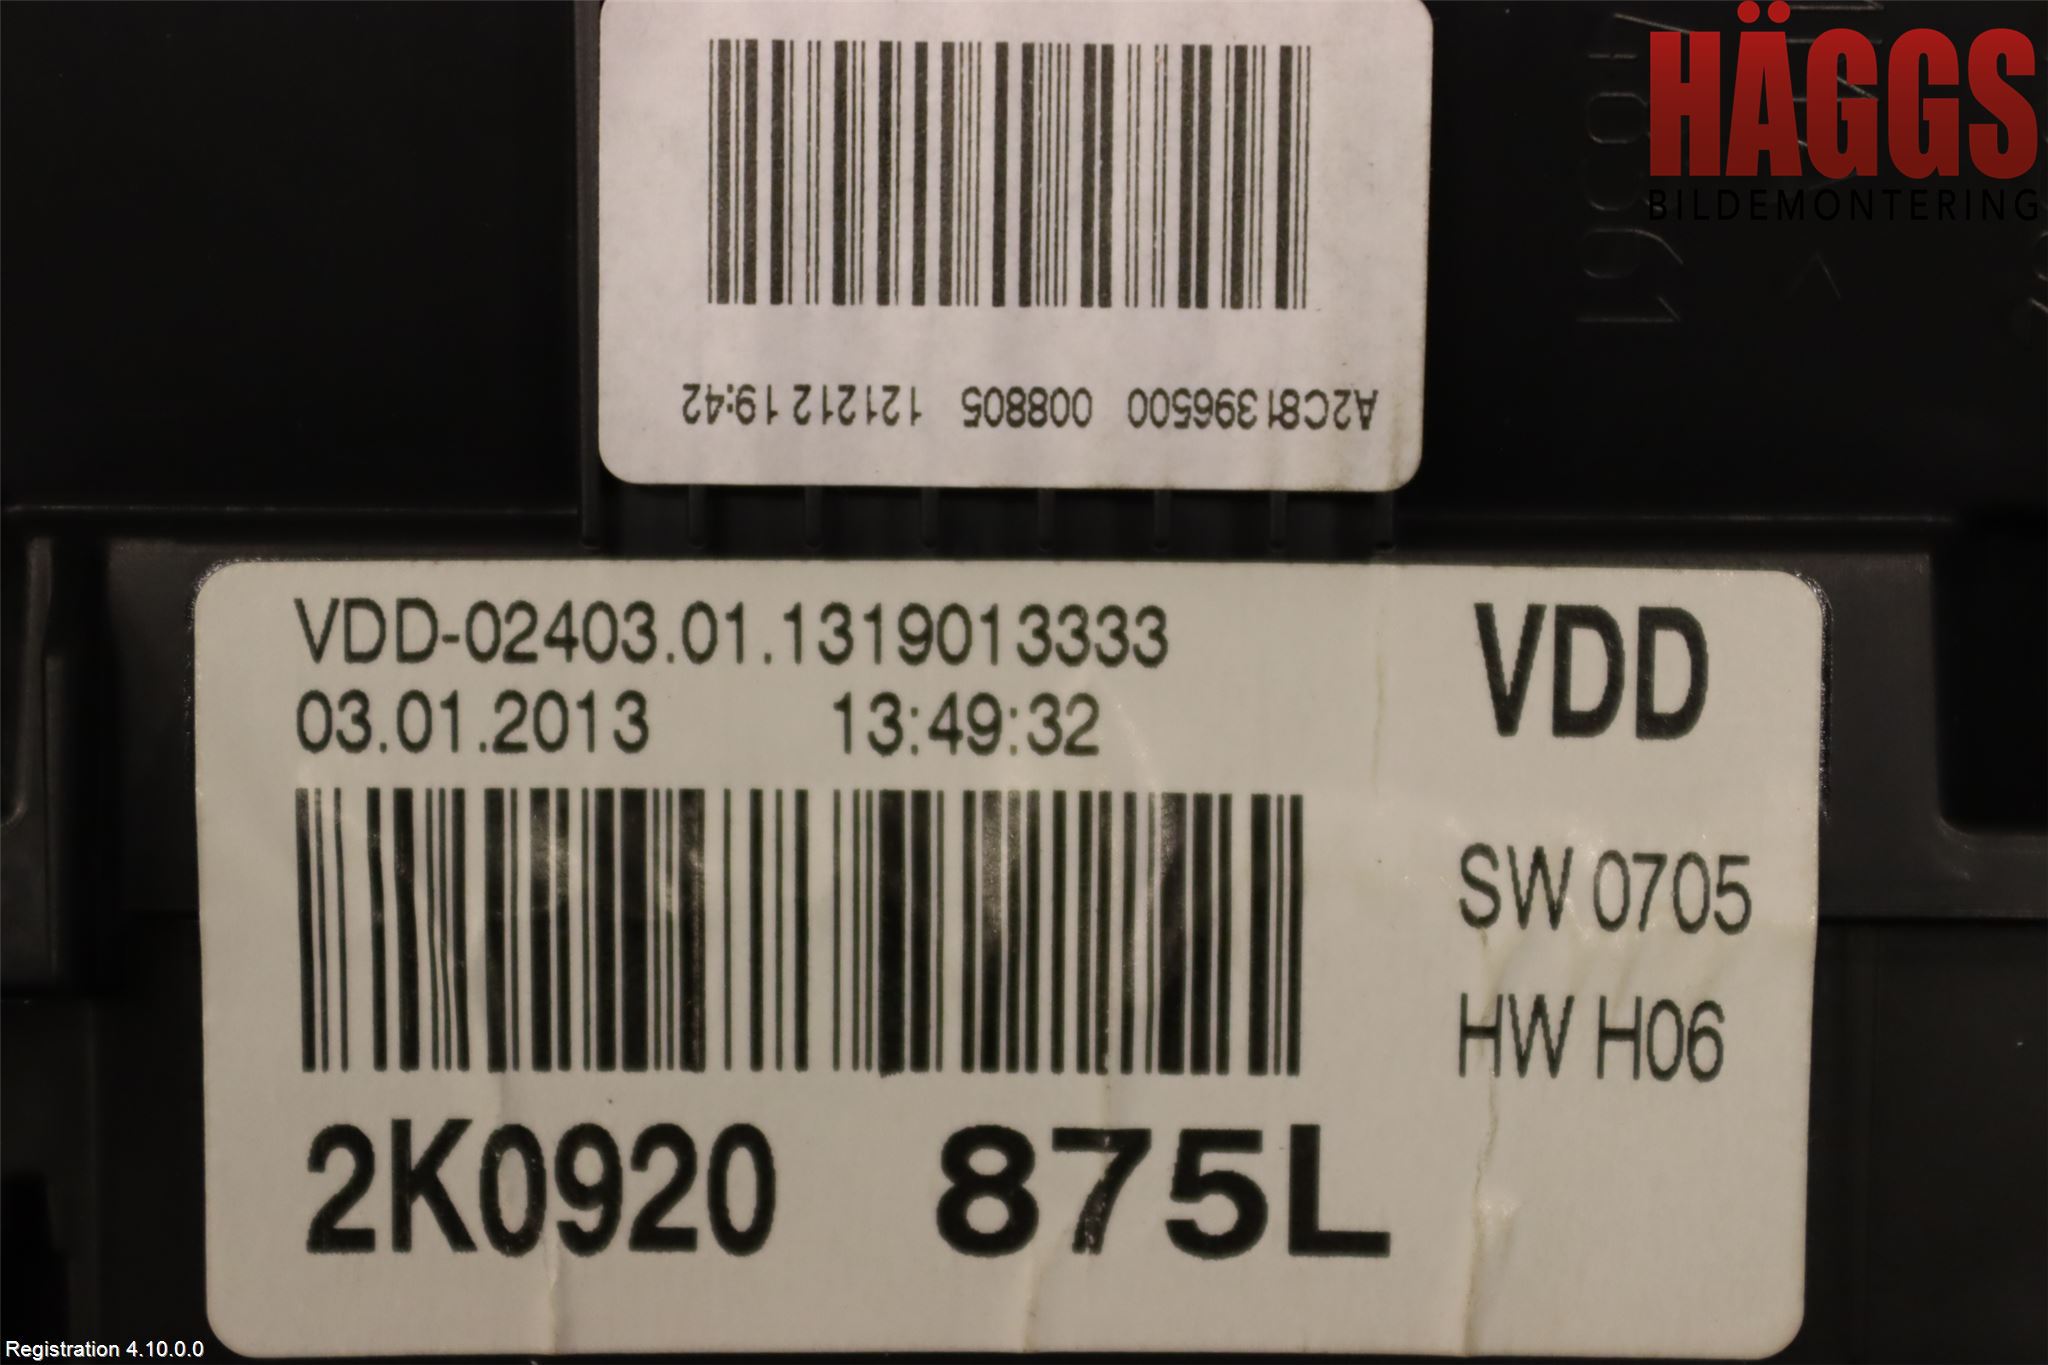 HÄGGS
BILDEMONTERING
A2C81396500 008805 121212 19:42
VDD-02403.01.1319013333
03.01.2013 13:49:32
VDD
SW 0705
HW H06
2K0920 875L
Registration 4.10.0.0